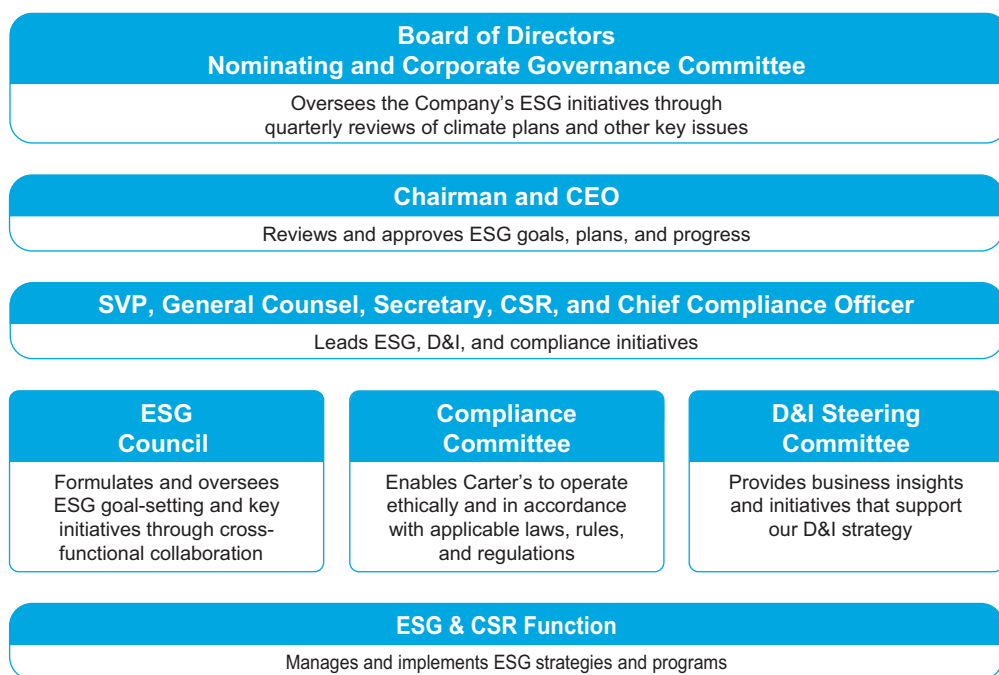 Board of Directors
Nominating and Corporate Governance Committee
Oversees the Company’s ESG initiatives through
quarterly reviews of climate plans and other key issues
Chairman and CEO
Reviews and approves ESG goals, plans, and progress
SVP, General Counsel, Secretary, CSR, and Chief Compliance Officer
Leads ESG, D&I, and compliance initiatives
ESG
Council
Formulates and oversees
ESG goal-setting and key
initiatives through cross-
functional collaboration
Compliance
Committee
Enables Carter’s to operate
ethically and in accordance
with applicable laws, rules,
and regulations
D&I Steering
Committee
Provides business insights
and initiatives that support
our D&I strategy
ESG & CSR Function
Manages and implements ESG strategies and programs